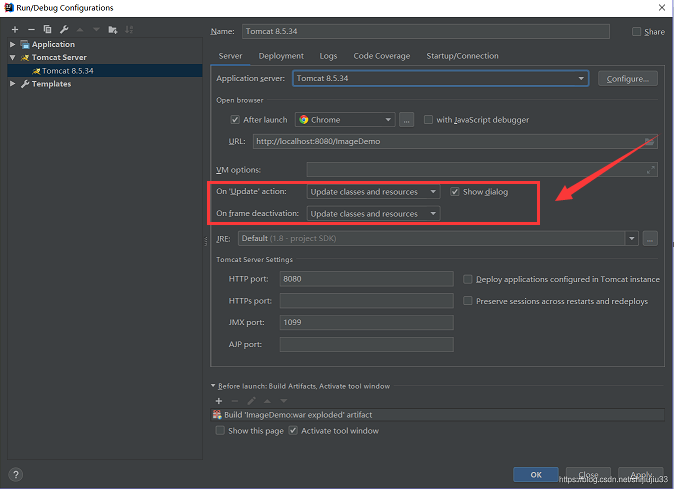 Run/Debug Configurations
Application
Tomcat Server
Tomcat 8.5.34
Templates
Name: Tomcat 8.5.34 Share
Server Deployment Logs Code Coverage Startup/Connection
Application server: Tomcat 8.5.34 Configure...
Open browser
After launch Chrome ... with JavaScript debugger
URL: http://localhost:8080/ImageDemo
VM options:
On 'Update' action: Update classes and resources Show dialog
On frame deactivation: Update classes and resources
JRE: Default (1.8 - project SDK) ...
Tomcat Server Settings
HTTP port: 8080 Deploy applications configured in Tomcat instance
HTTPs port: Preserve sessions across restarts and redeploys
JMX port: 1099
AJP port:
Before launch: Build Artifacts, Activate tool window
Build 'ImageDemo:war exploded' artifact
Show this page Activate tool window
? OK Close Apply
https://blog.csdn.net/shijiujiu33